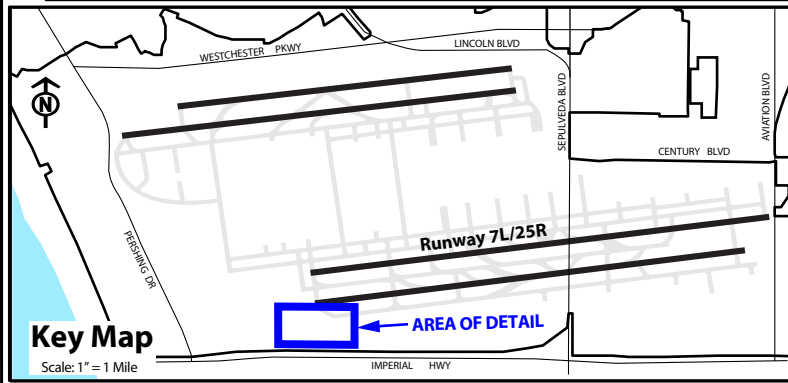 WESTCHESTER PKWY
LINCOLN BLVD
N
SEPULVEDA BLVD
AVIATION BLVD
CENTURY BLVD
PERSHING DR
Runway 7L/25R
AREA OF DETAIL
Key Map
Scale: 1" = 1 Mile
IMPERIAL HWY